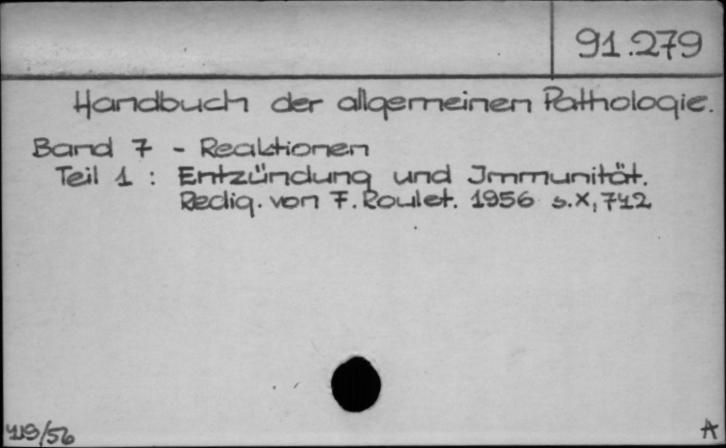 91.279
Handbuch der allgemeinen Pathologie.
Band 7 - Reaktionen
Teil 1 : Entzündung und Immunität.
Redig. von F. Roulet. 1956 s.X,742
419/56
A